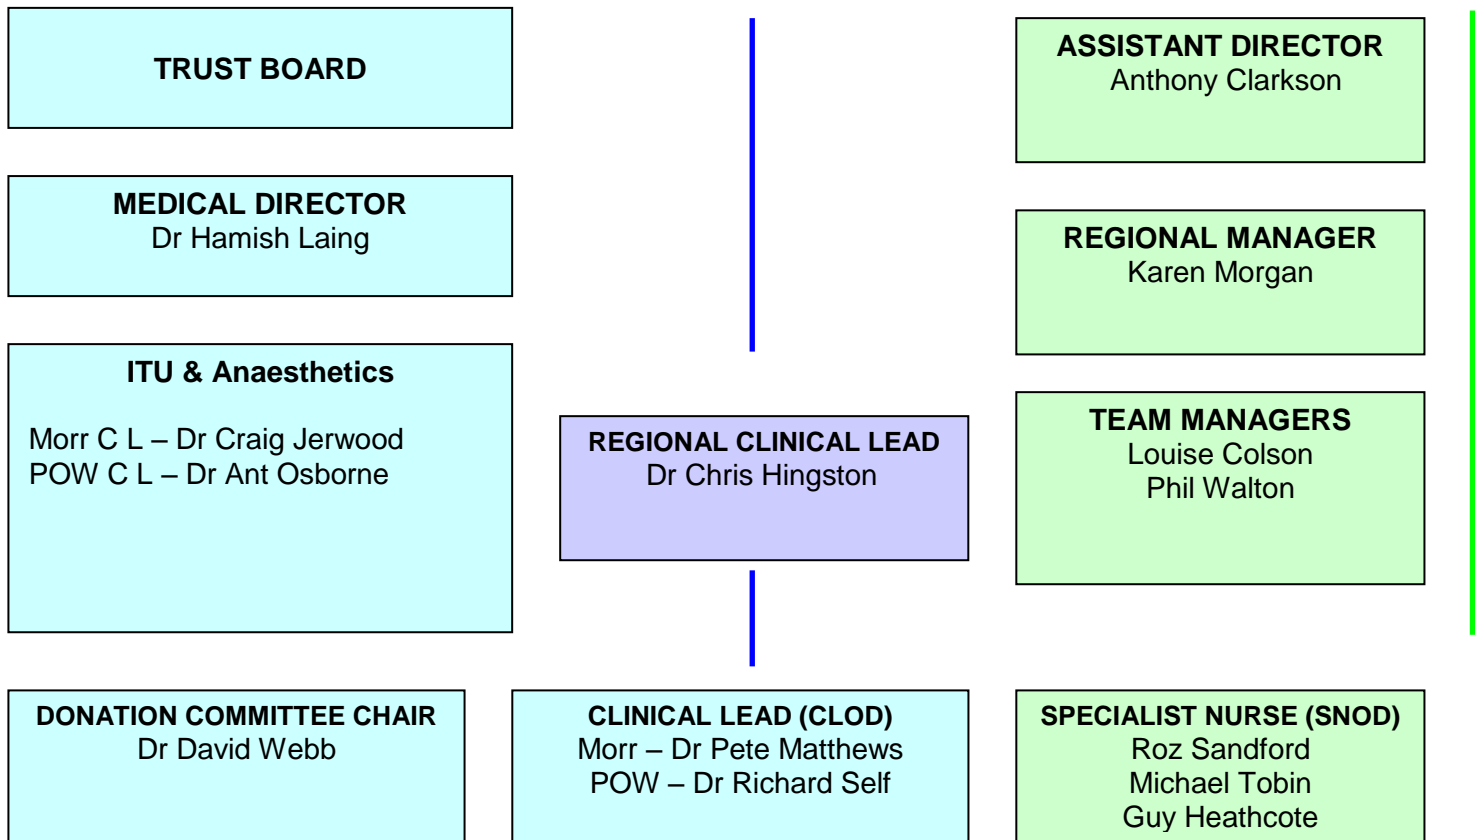 TRUST BOARD
MEDICAL DIRECTOR
Dr Hamish Laing
ITU & Anaesthetics
Morr C L – Dr Craig Jerwood
POW C L – Dr Ant Osborne
REGIONAL CLINICAL LEAD
Dr Chris Hingston
ASSISTANT DIRECTOR
Anthony Clarkson
REGIONAL MANAGER
Karen Morgan
TEAM MANAGERS
Louise Colson
Phil Walton
DONATION COMMITTEE CHAIR
Dr David Webb
CLINICAL LEAD (CLOD)
Morr – Dr Pete Matthews
POW – Dr Richard Self
SPECIALIST NURSE (SNOD)
Roz Sandford
Michael Tobin
Guy Heathcote